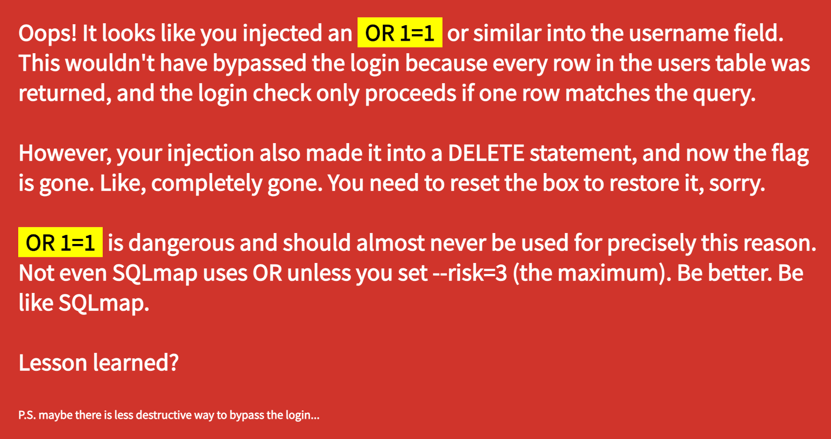 Oops! It looks like you injected an OR 1=1 or similar into the username field.
This wouldn't have bypassed the login because every row in the users table was
returned, and the login check only proceeds if one row matches the query.
However, your injection also made it into a DELETE statement, and now the flag
is gone. Like, completely gone. You need to reset the box to restore it, sorry.
OR 1=1 is dangerous and should almost never be used for precisely this reason.
Not even SQLmap uses OR unless you set --risk=3 (the maximum). Be better. Be
like SQLmap.
Lesson learned?
P.S. maybe there is less destructive way to bypass the login...